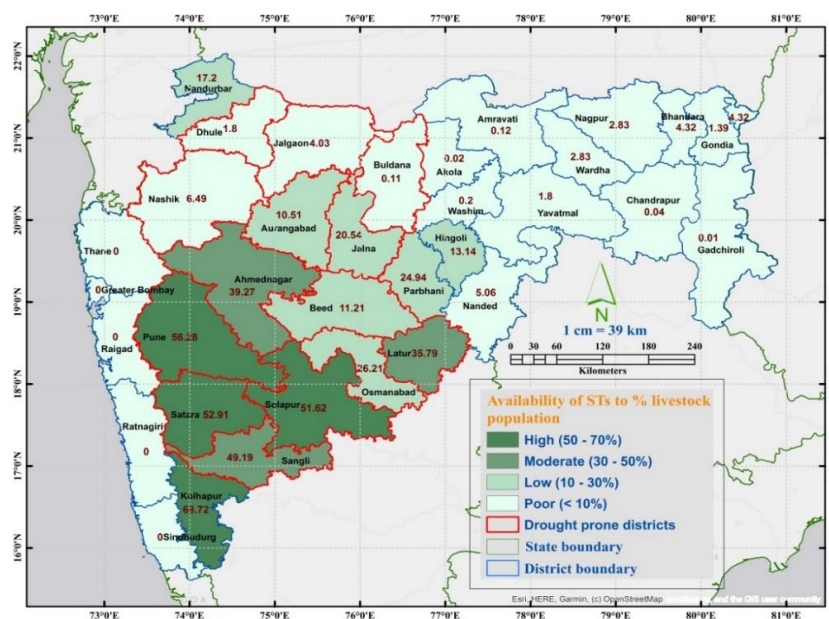 73°0'E 74°0'E 75°0'E 76°0'E 77°0'E 78°0'E 79°0'E 80°0'E 81°0'E
22°0'N
21°0'N
20°0'N
19°0'N
18°0'N
17°0'N
16°0'N
17.2
Nandurbar
Dhule 1.8
Jalgaon 4.03
Buldana
0.11
0.02
Akola
Amravati
0.12
Nagpur
2.83
Bhandara
4.32
4.32
1.39
Gondia
2.83
Wardha
Nashik 6.49
10.51
Aurangabad
20.54
Jalna
0.2
Washim
1.8
Yavatmal
Chandrapur
0.04
0.01
Gadchiroli
Hingoli
13.14
Thane 0
Ahmednagar
39.27
24.94
Parbhani
5.06
Nanded
0 Greater Bombay
Beed 11.21
Pune 56.28
0
Raigad
Latur 35.79
26.21
Osmanabad
Satara 52.91
Solapur 51.62
Ratnagiri
0
49.19
Sangli
Kolhapur
63.72
0 Sindhudurg
N
1 cm = 39 km
0 30 60 120 180 240
Kilometers
Availability of STs to % livestock
population
High (50 - 70%)
Moderate (30 - 50%)
Low (10 - 30%)
Poor (< 10%)
Drought prone districts
State boundary
District boundary
Esri, HERE, Garmin, (c) OpenStreetMap contributors, and the GIS user community